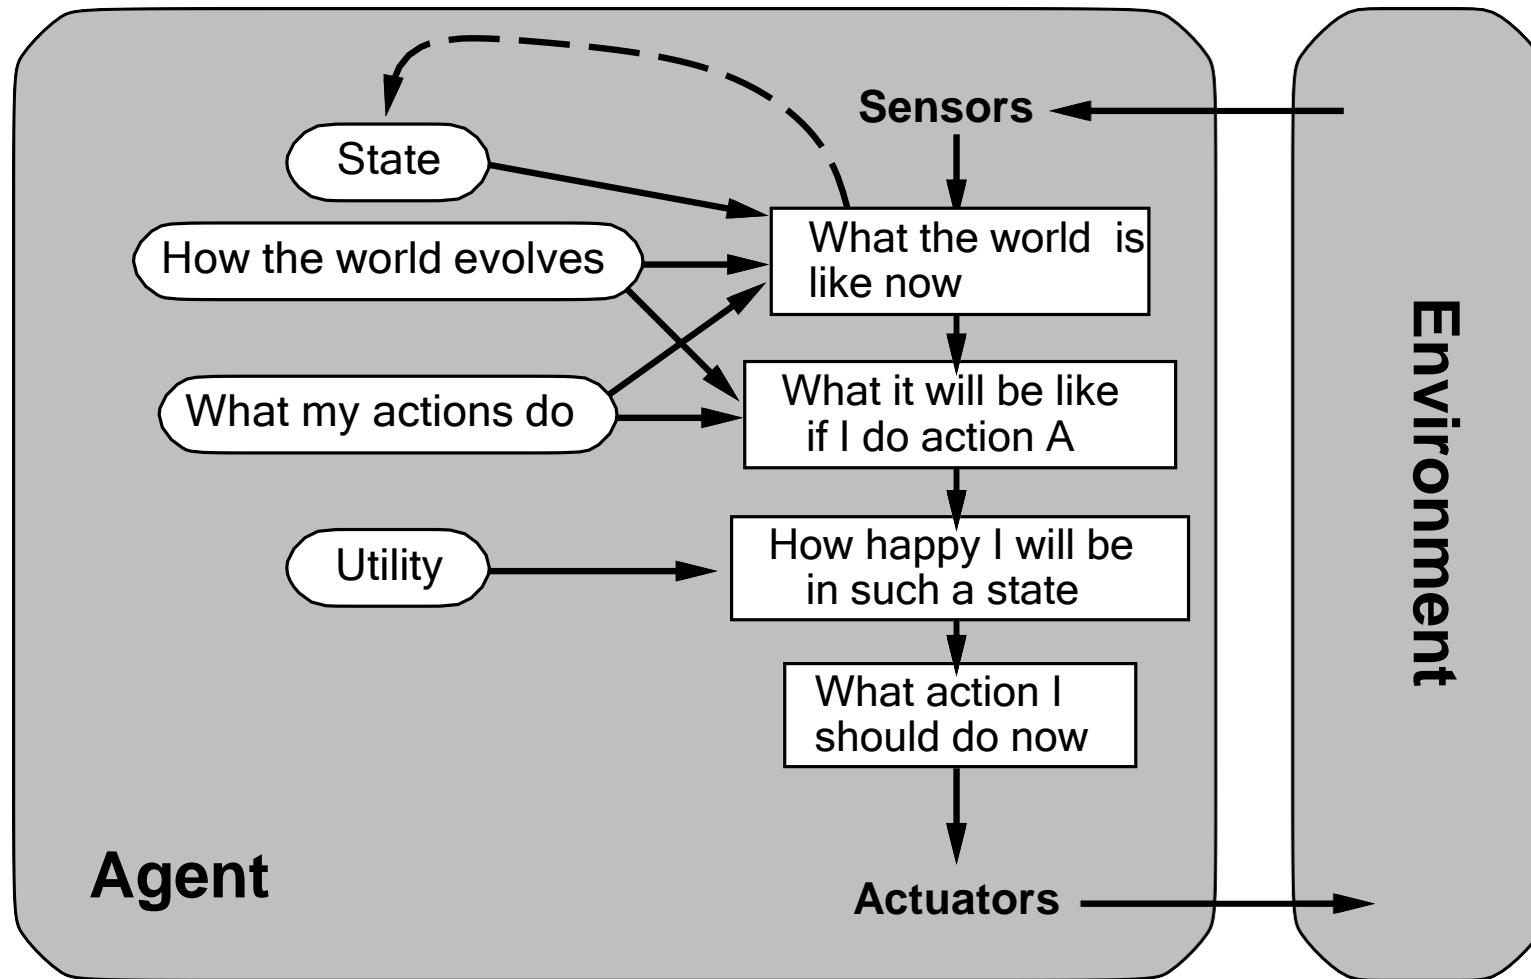 Sensors
State
What the world is
like now
How the world evolves
What it will be like
if I do action A
What my actions do
How happy I will be
in such a state
Utility
What action I
should do now
Agent
Actuators
Environment